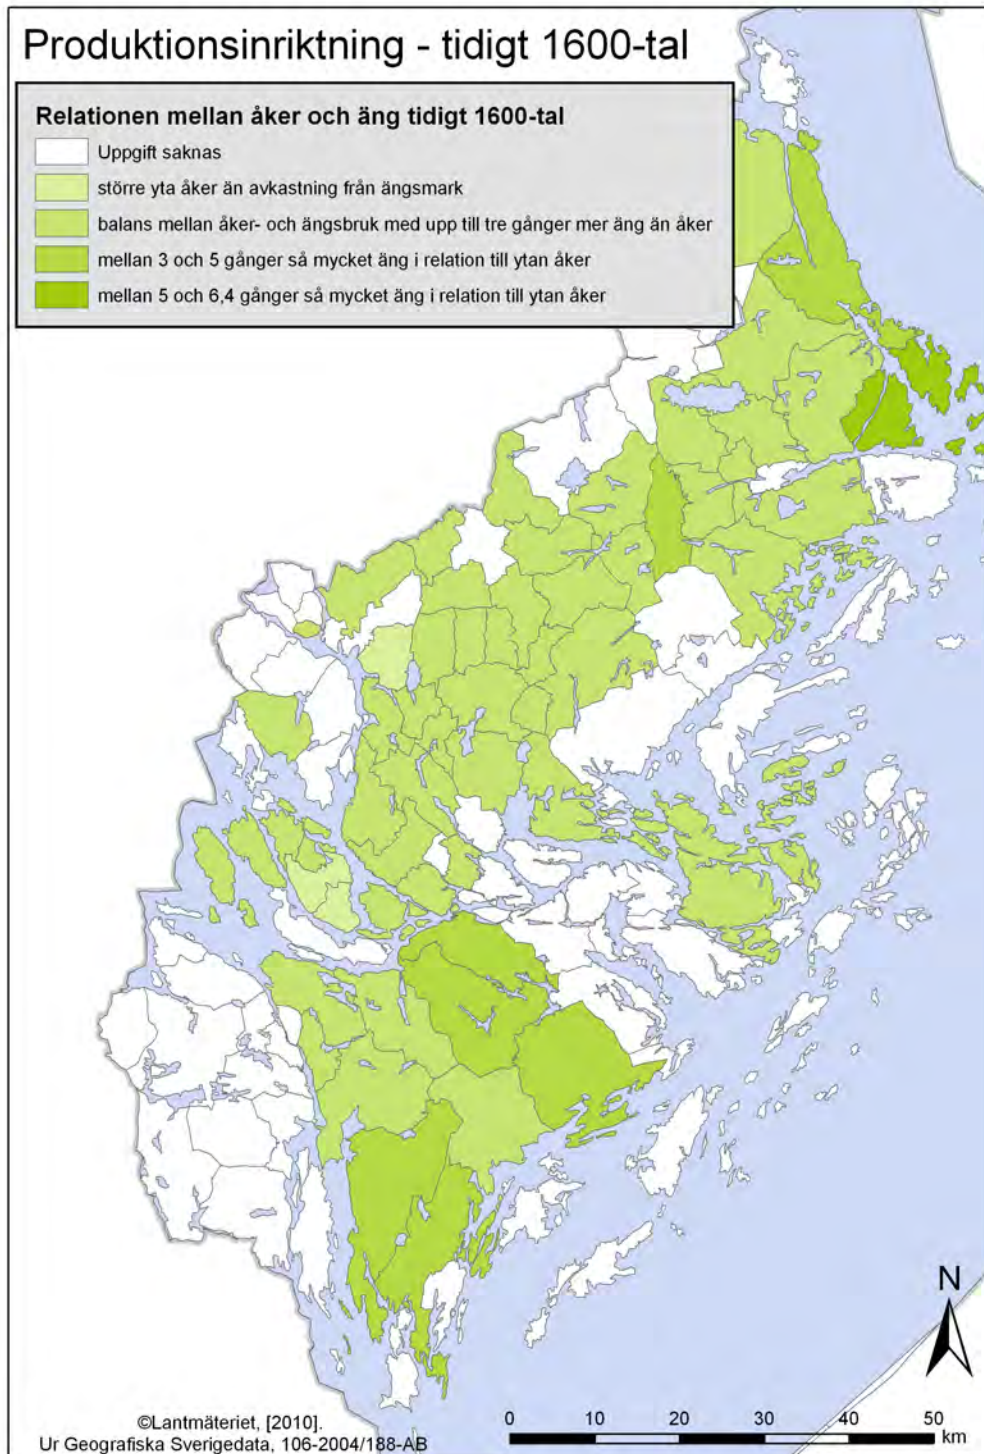 Produktionsinriktning - tidigt 1600-tal
Relationen mellan åker och äng tidigt 1600-tal
Uppgift saknas
större yta åker än avkastning från ängsmark
balans mellan åker- och ängsbruk med upp till tre gånger mer äng än åker
mellan 3 och 5 gånger så mycket äng i relation till ytan åker
mellan 5 och 6,4 gånger så mycket äng i relation till ytan åker
N
0 10 20 30 40 50
km
©Lantmäteriet, [2010].
Ur Geografiska Sverigedata, 106-2004/188-AB